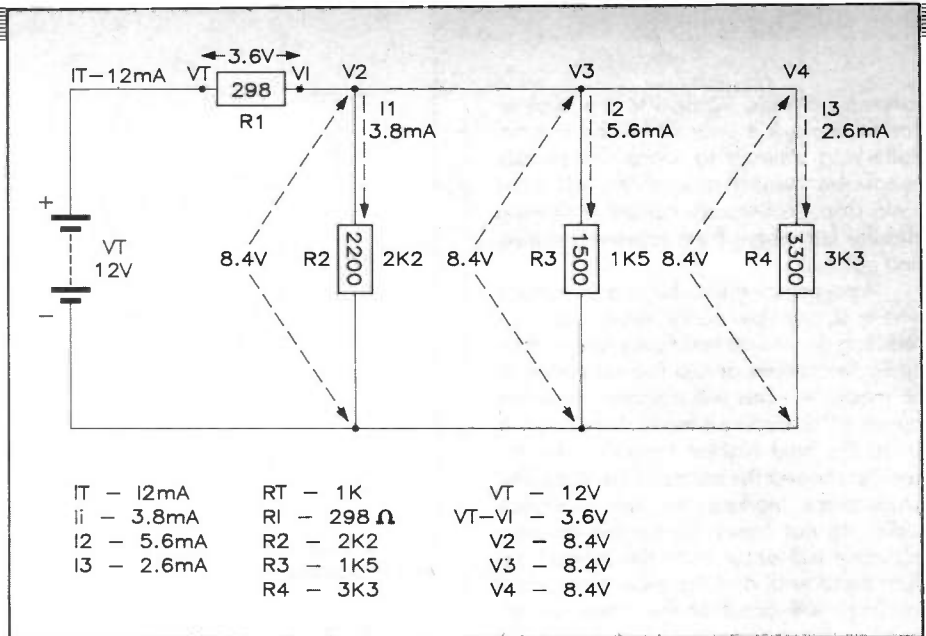 3.6V
IT-12mA
VT
298
VI
R1
V2
V3
V4
I1
3.8mA
I2
5.6mA
I3
2.6mA
+
VT
12V
−
8.4V
R2
2200
2K2
8.4V
R3
1500
1K5
8.4V
R4
3300
3K3
IT − 12mA RT − 1K VT − 12V
Ii − 3.8mA RI − 298 Ω VT−VI 3.6V
I2 − 5.6mA R2 − 2K2 V2 − 8.4V
I3 − 2.6mA R3 − 1K5 V3 − 8.4V
R4 − 3K3 V4 − 8.4V